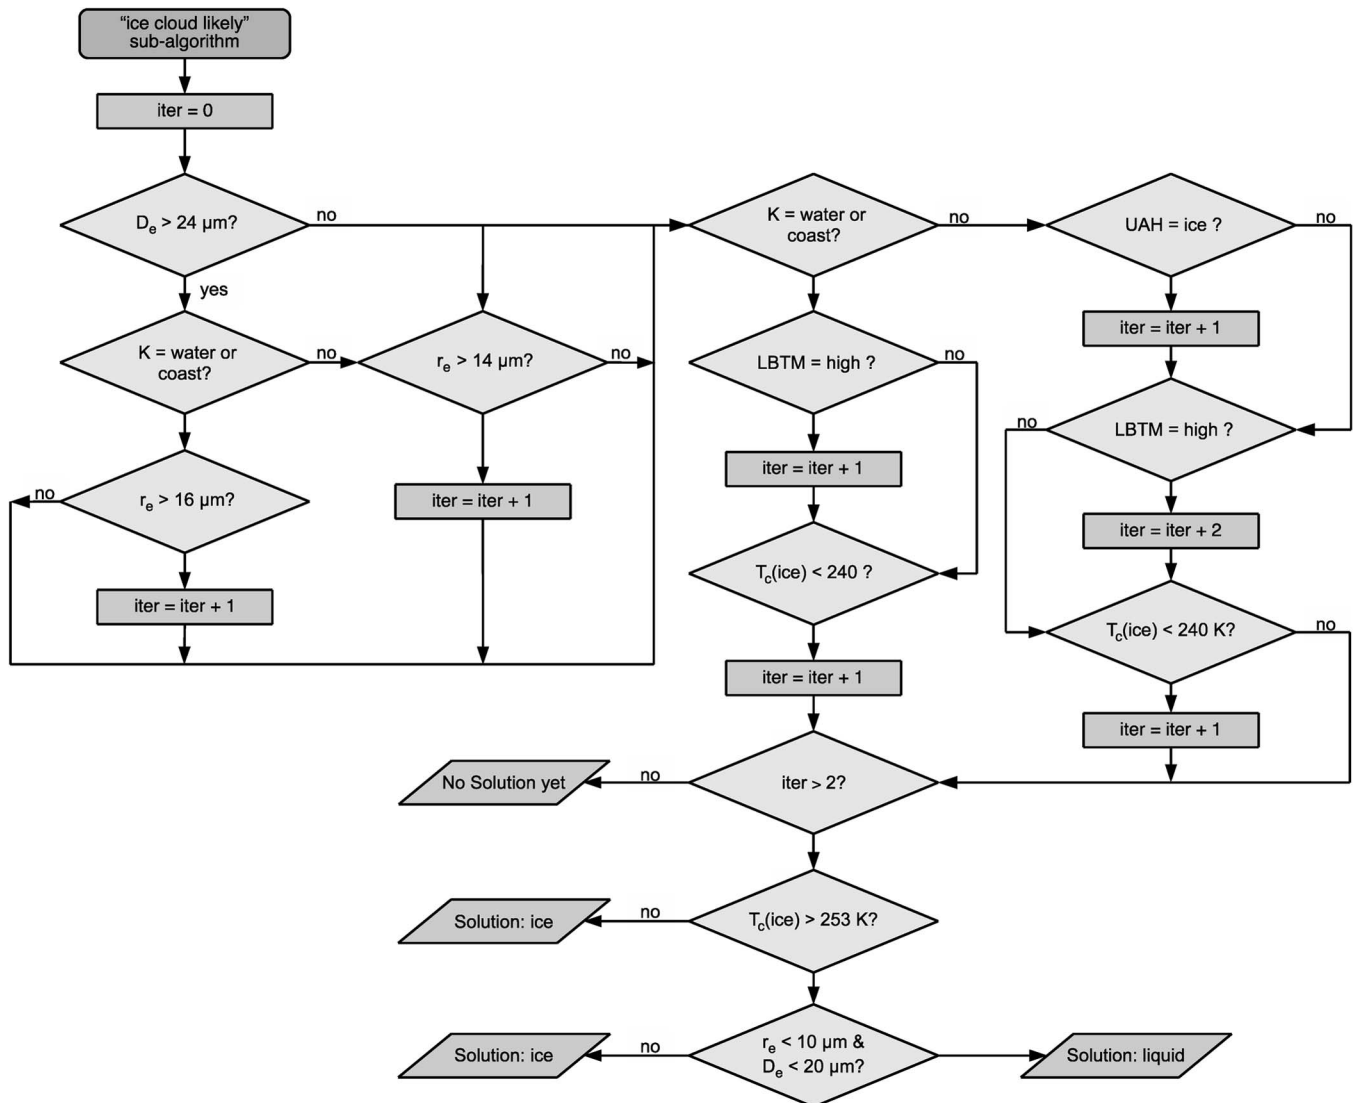 “ice cloud likely”
sub-algorithm
iter = 0
De > 24 µm?
no
yes
K = water or
coast?
no
re > 14 µm?
no
iter = iter + 1
re > 16 µm?
no
iter = iter + 1
K = water or
coast?
no
LBTM = high ?
no
iter = iter + 1
Tc(ice) < 240 ?
iter = iter + 1
UAH = ice ?
no
iter = iter + 1
LBTM = high ?
no
iter = iter + 2
Tc(ice) < 240 K?
no
iter = iter + 1
iter > 2?
no
No Solution yet
Tc(ice) > 253 K?
no
Solution: ice
re < 10 µm &
De < 20 µm?
no
Solution: ice
Solution: liquid